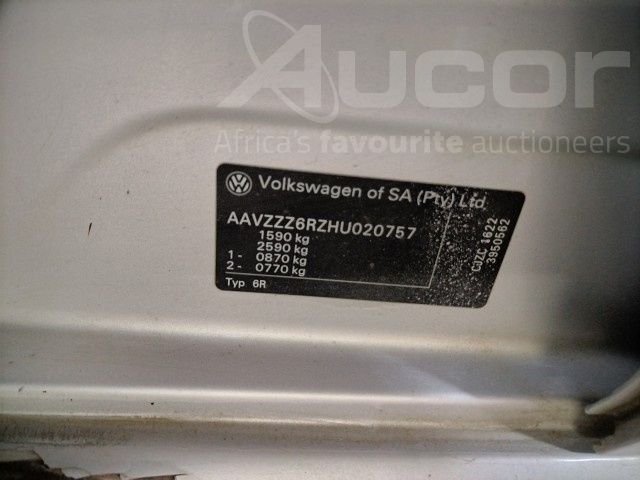 Aucor
Africa's favourite auctioneers
Volkswagen of SA (Pty) Ltd.
AAVZZZ6RZHU020757
1590 kg
2590 kg
1 - 0870 kg
2 - 0770 kg
Typ 6R
CJZC 1622
3950562